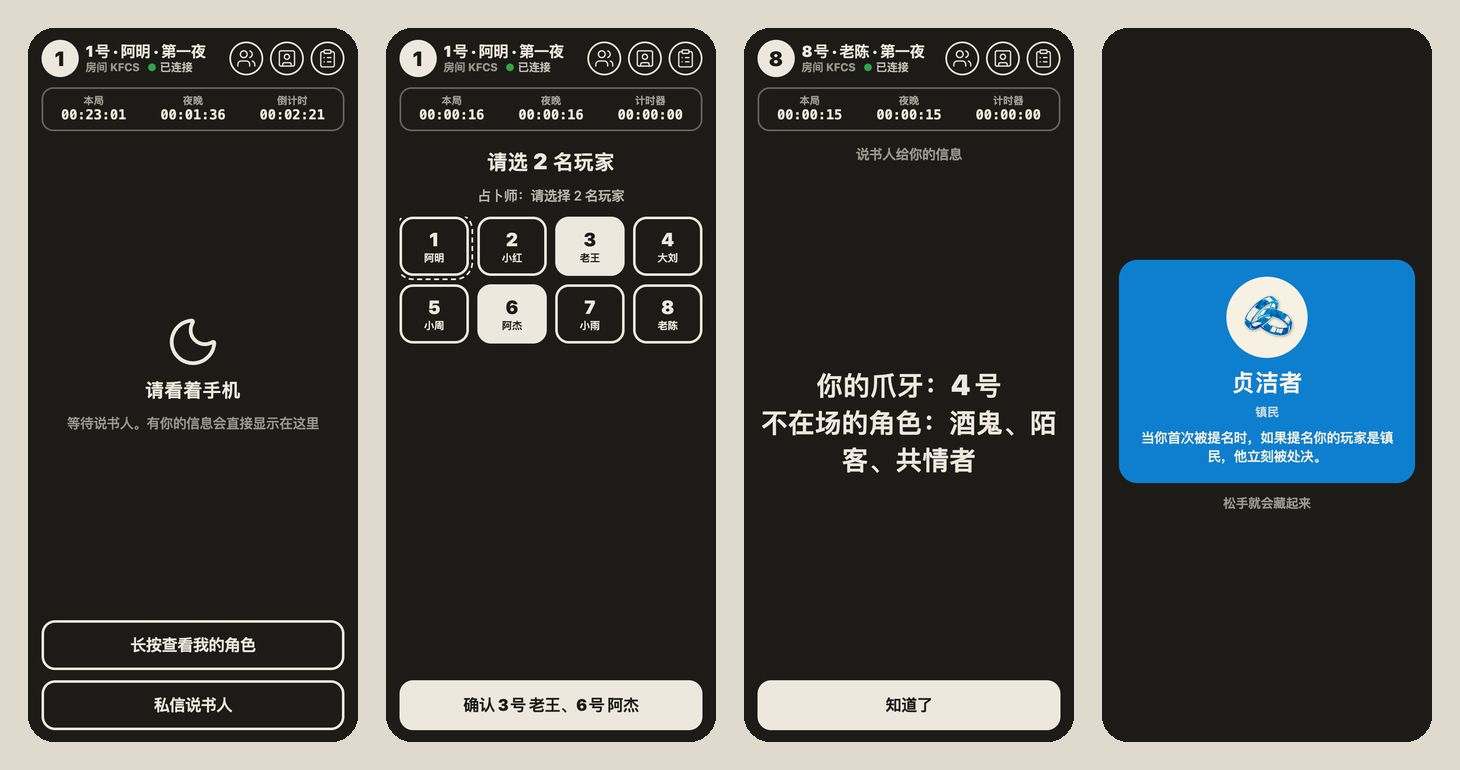 1
1号·阿明·第一夜
房间 KFCS 已连接
本局 夜晚 倒计时
00:23:01 00:01:36 00:02:21
请看着手机
等待说书人。有你的信息会直接显示在这里
长按查看我的角色
私信说书人
1
1号·阿明·第一夜
房间 KFCS 已连接
本局 夜晚 计时器
00:00:16 00:00:16 00:00:00
请选 2 名玩家
占卜师：请选择 2 名玩家
1 2 3 4
阿明 小红 老王 大刘
5 6 7 8
小周 阿杰 小雨 老陈
确认 3号 老王、6号 阿杰
8
8号·老陈·第一夜
房间 KFCS 已连接
本局 夜晚 计时器
00:00:15 00:00:15 00:00:00
说书人给你的信息
你的爪牙：4 号
不在场的角色：酒鬼、陌
客、共情者
知道了
贞洁者
镇民
当你首次被提名时，如果提名你的玩家是镇
民，他立刻被处决。
松手就会藏起来